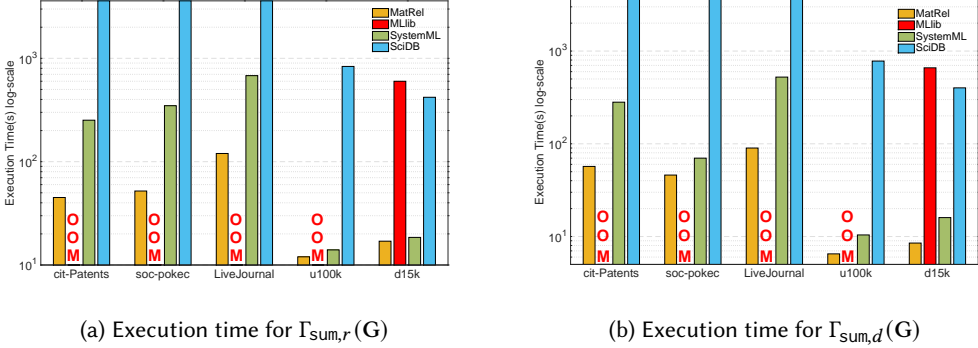 MatRel
MLlib
SystemML
SciDB
Execution Time(s) log-scale
10^3
10^2
10^1
O O O O
O O O O
M M M M
cit-Patents soc-pokec LiveJournal u100k d15k
(a) Execution time for Γsum,r(G)
MatRel
MLlib
SystemML
SciDB
Execution Time(s) log-scale
10^3
10^2
10^1
O O O O
O O O O
M M M M
cit-Patents soc-pokec LiveJournal u100k d15k
(b) Execution time for Γsum,d(G)